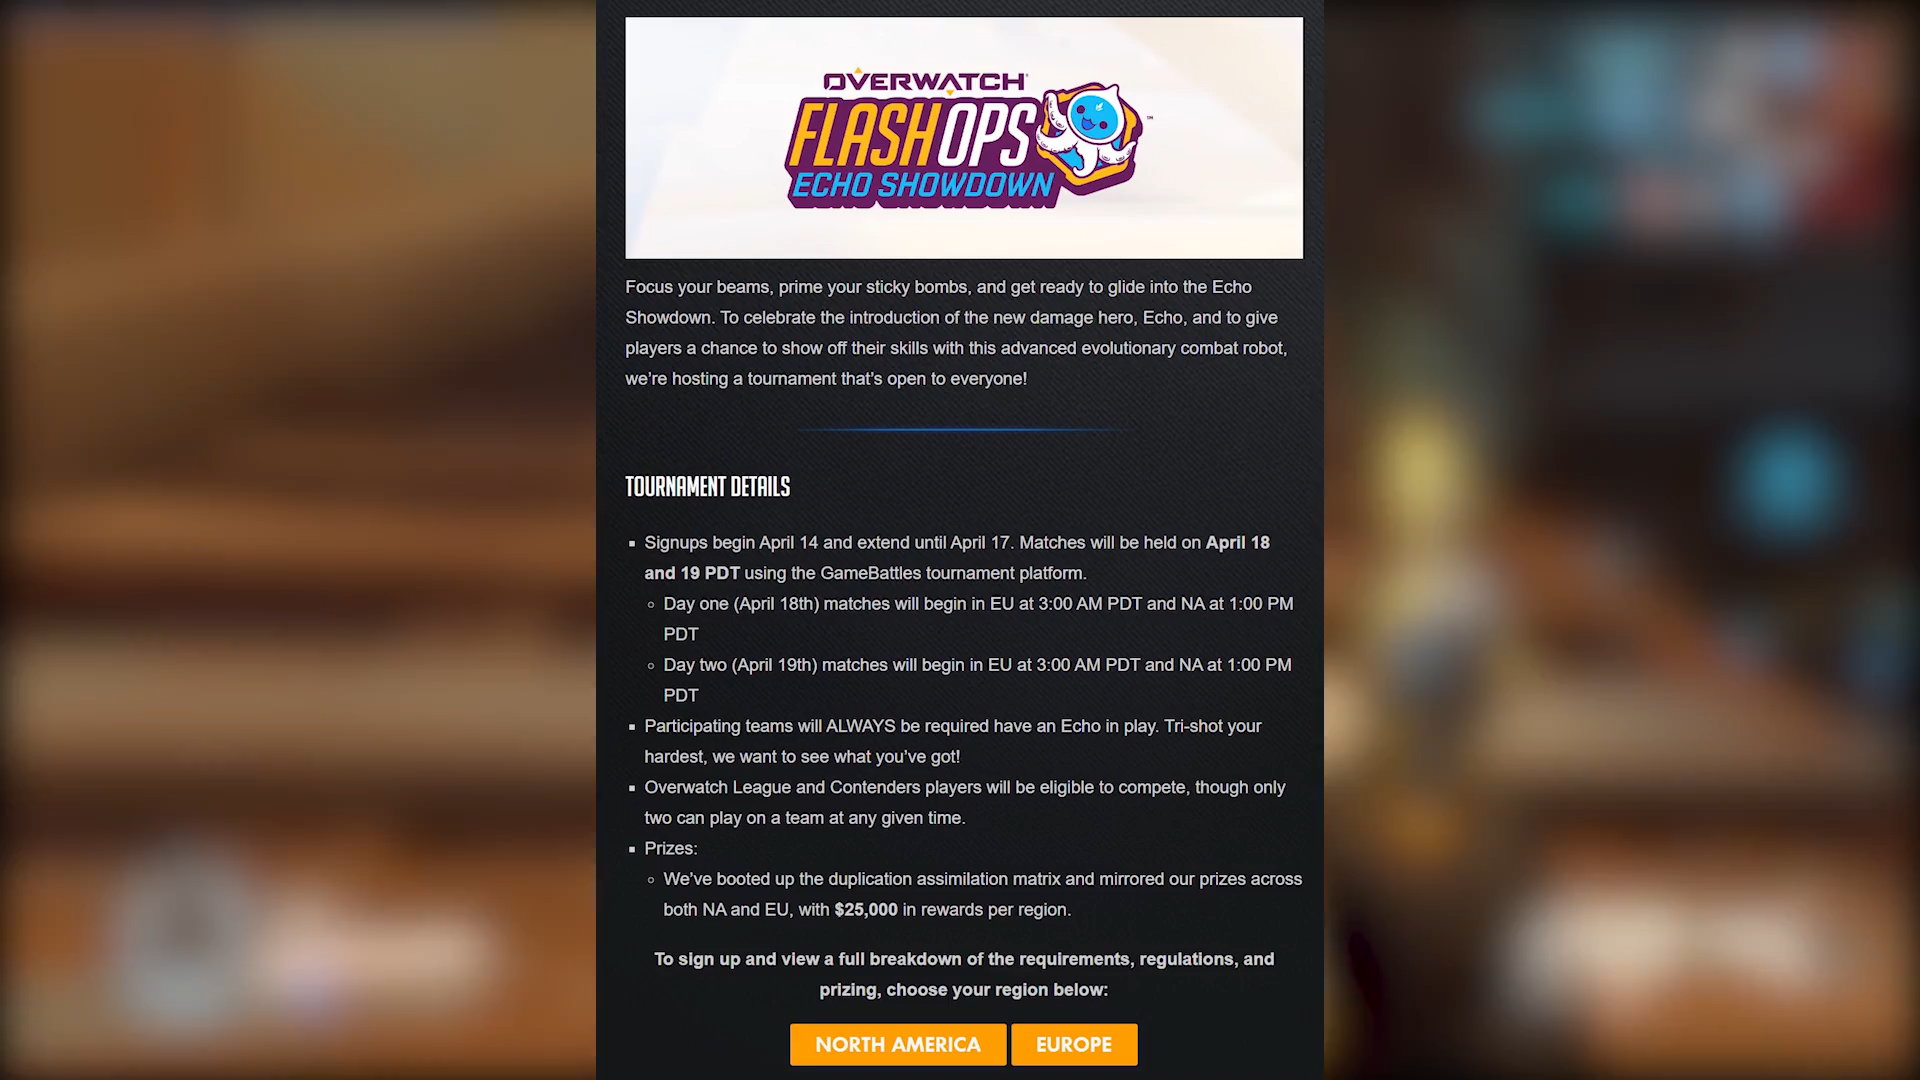 OVERWATCH
FLASHOPS
ECHO SHOWDOWN
™
Focus your beams, prime your sticky bombs, and get ready to glide into the Echo
Showdown. To celebrate the introduction of the new damage hero, Echo, and to give
players a chance to show off their skills with this advanced evolutionary combat robot,
we’re hosting a tournament that’s open to everyone!
TOURNAMENT DETAILS
Signups begin April 14 and extend until April 17. Matches will be held on April 18
and 19 PDT using the GameBattles tournament platform.
Day one (April 18th) matches will begin in EU at 3:00 AM PDT and NA at 1:00 PM
PDT
Day two (April 19th) matches will begin in EU at 3:00 AM PDT and NA at 1:00 PM
PDT
Participating teams will ALWAYS be required have an Echo in play. Tri-shot your
hardest, we want to see what you’ve got!
Overwatch League and Contenders players will be eligible to compete, though only
two can play on a team at any given time.
Prizes:
We’ve booted up the duplication assimilation matrix and mirrored our prizes across
both NA and EU, with $25,000 in rewards per region.
To sign up and view a full breakdown of the requirements, regulations, and
prizing, choose your region below:
NORTH AMERICA EUROPE